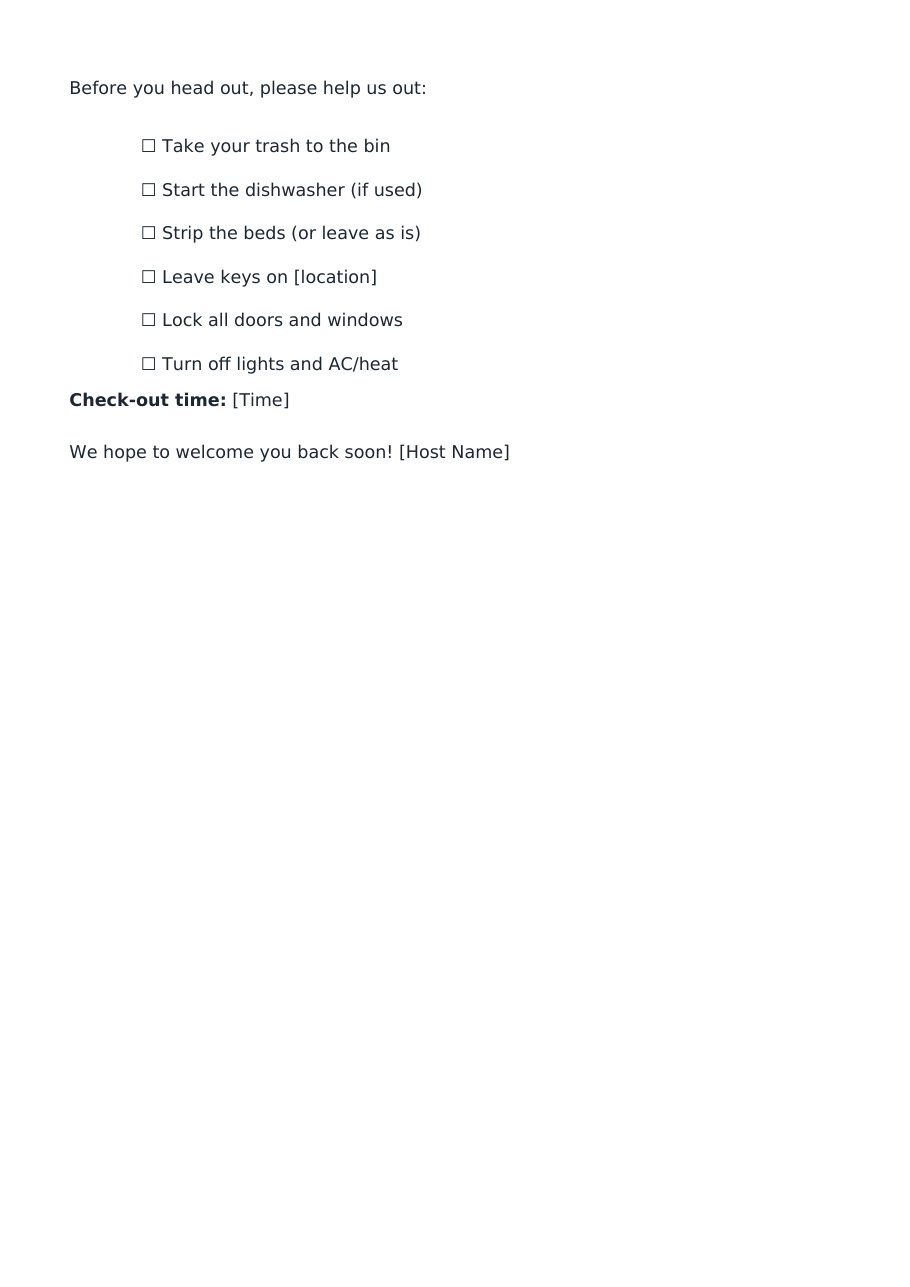 Before you head out, please help us out:
☐ Take your trash to the bin
☐ Start the dishwasher (if used)
☐ Strip the beds (or leave as is)
☐ Leave keys on [location]
☐ Lock all doors and windows
☐ Turn off lights and AC/heat
Check-out time: [Time]
We hope to welcome you back soon! [Host Name]